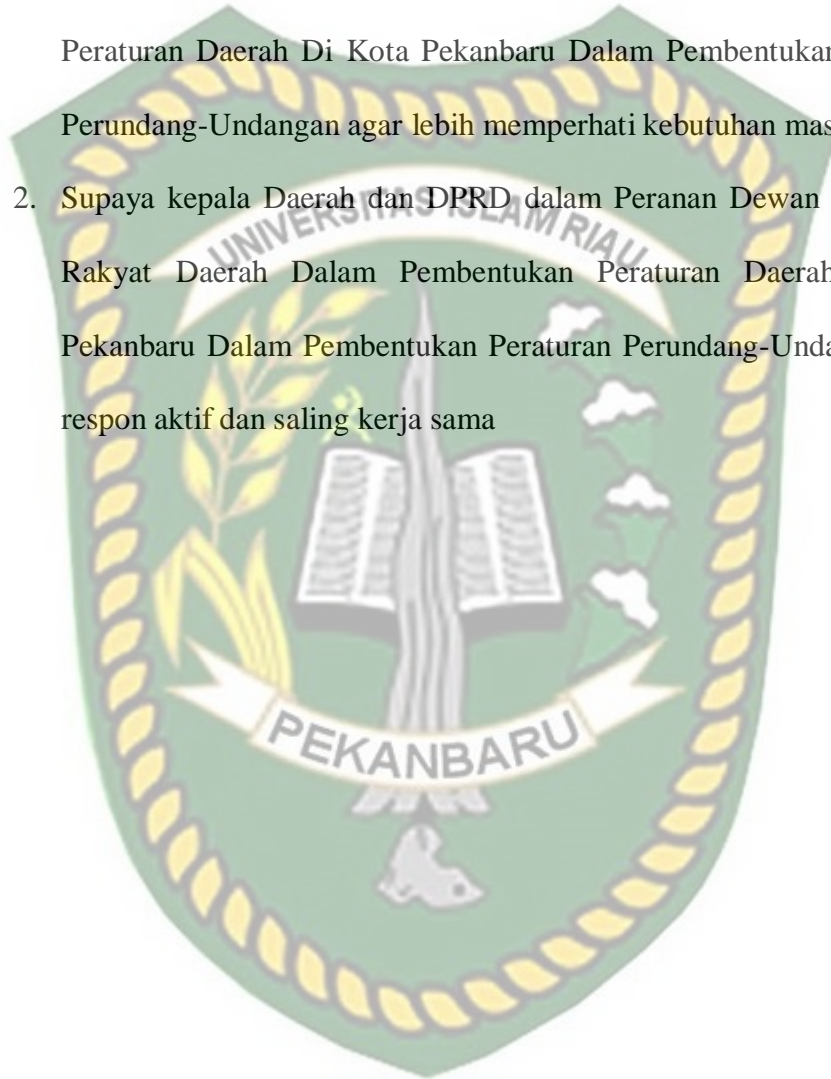 Peraturan Daerah Di Kota Pekanbaru Dalam Pembentukan
Perundang-Undangan agar lebih memperhati kebutuhan mas
2. Supaya kepala Daerah dan DPRD dalam Peranan Dewan
Rakyat Daerah Dalam Pembentukan Peraturan Daerah
Pekanbaru Dalam Pembentukan Peraturan Perundang-Unda
respon aktif dan saling kerja sama
UNIVERSITAS ISLAM RIAU
PEKANBARU